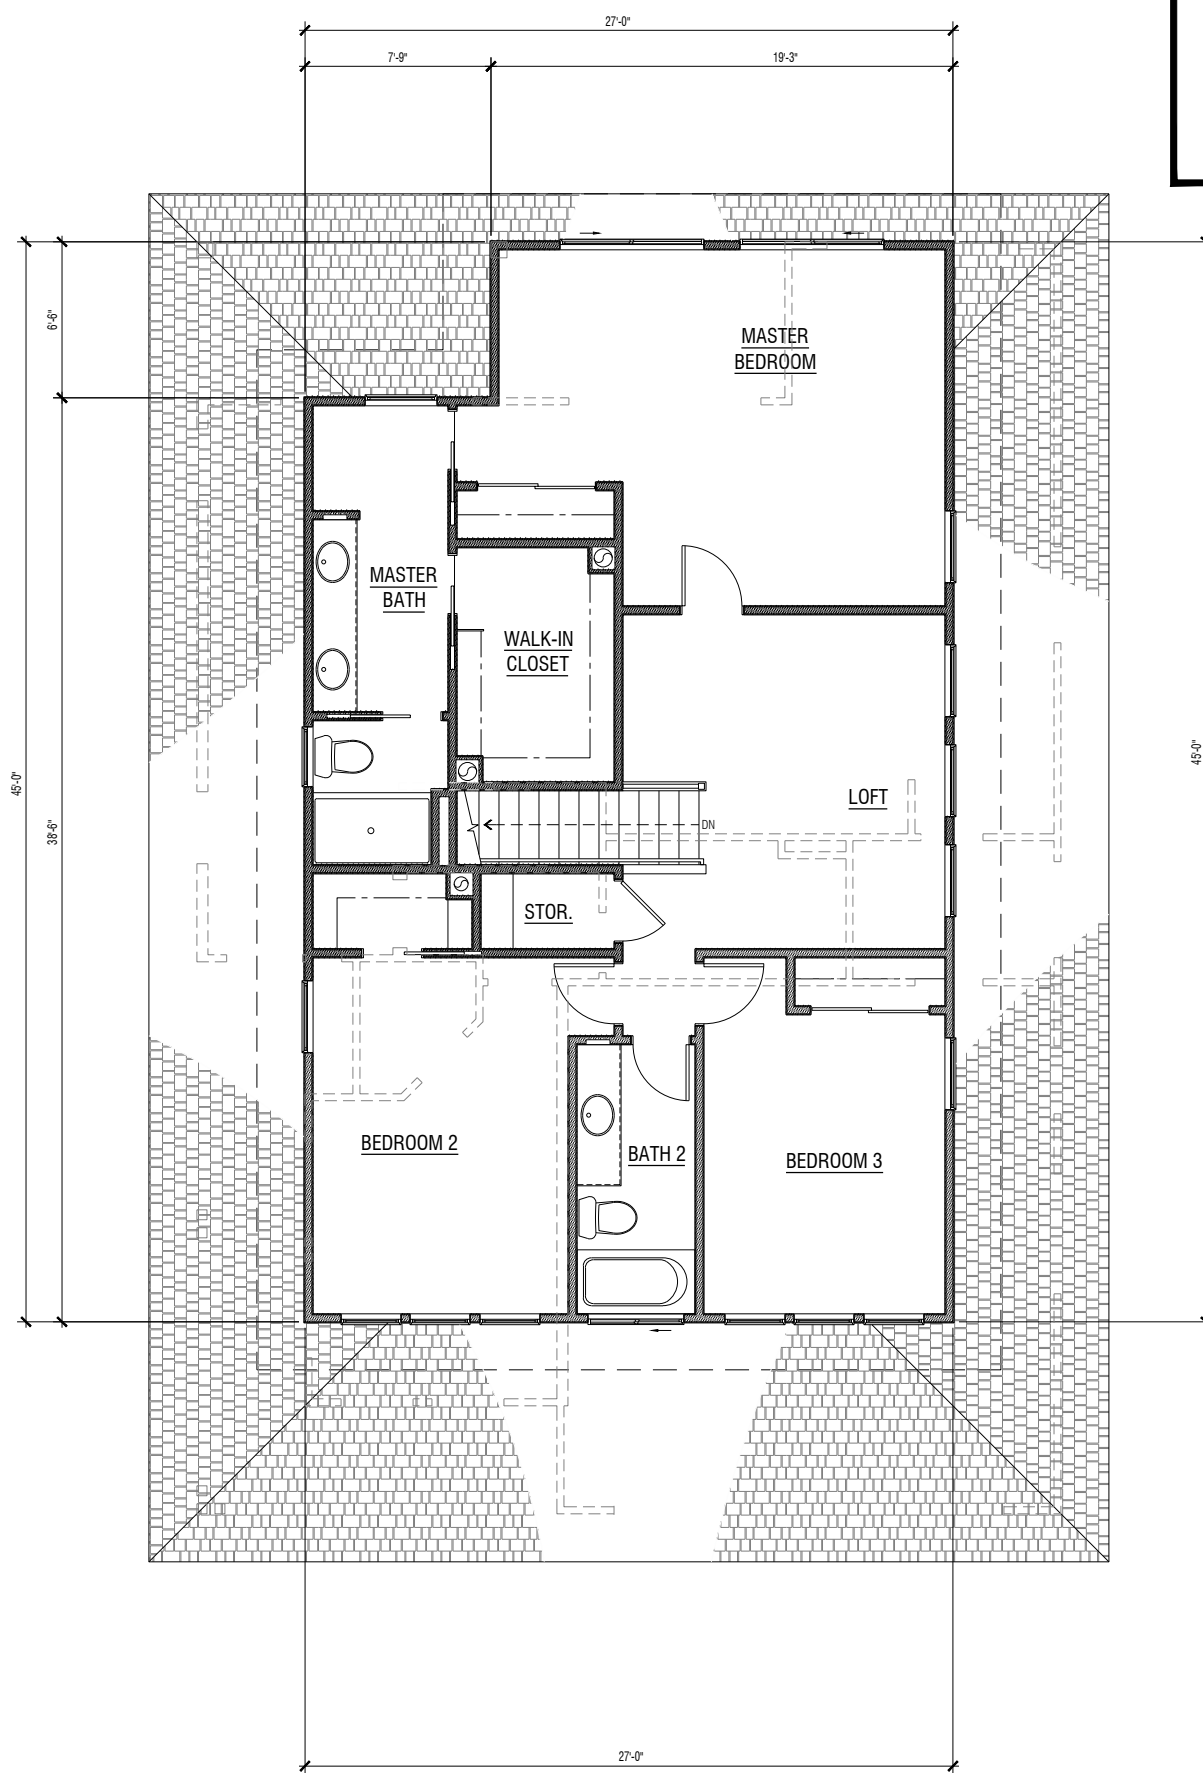 27'-0"
7'-9"
19'-3"
6'-6"
MASTER
BEDROOM
MASTER
BATH
WALK-IN
CLOSET
45'-0"
38'-6"
45'-0"
LOFT
DN
STOR.
BEDROOM 2
BATH 2
BEDROOM 3
27'-0"